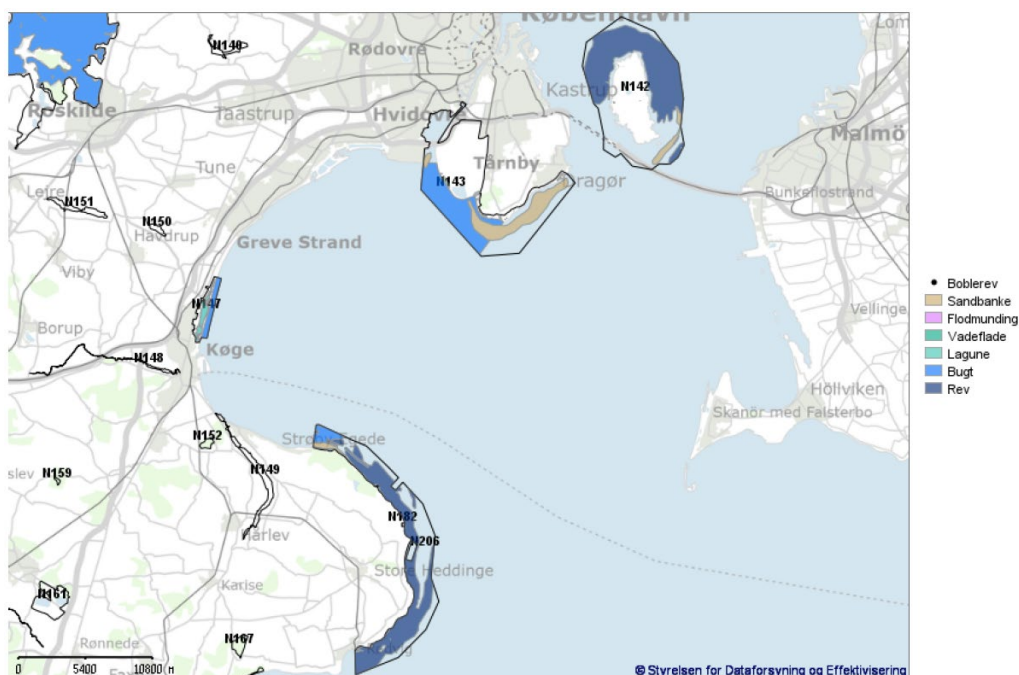 København
N140
Rødovre
Roskilde
Taastrup
Hvidovre
Kastrup
N142
Malmö
Tårnby
Tune
N143
Dragør
Lejre
N151
N150
Havdrup
Bunkeflostrand
Greve Strand
Viby
N147
Vellinge
Borup
Køge
N148
Höllviken
Skanör med Falsterbo
Strøby Egede
N152
N149
N159
slev
N182
Hårlev
N206
Store Heddinge
Karise
N161
Rønnede
N167
0 5400 10800 M
© Styrelsen for Dataforsyning og Effektivisering
Boblerev
Sandbanke
Flodmunding
Vadeflade
Lagune
Bugt
Rev